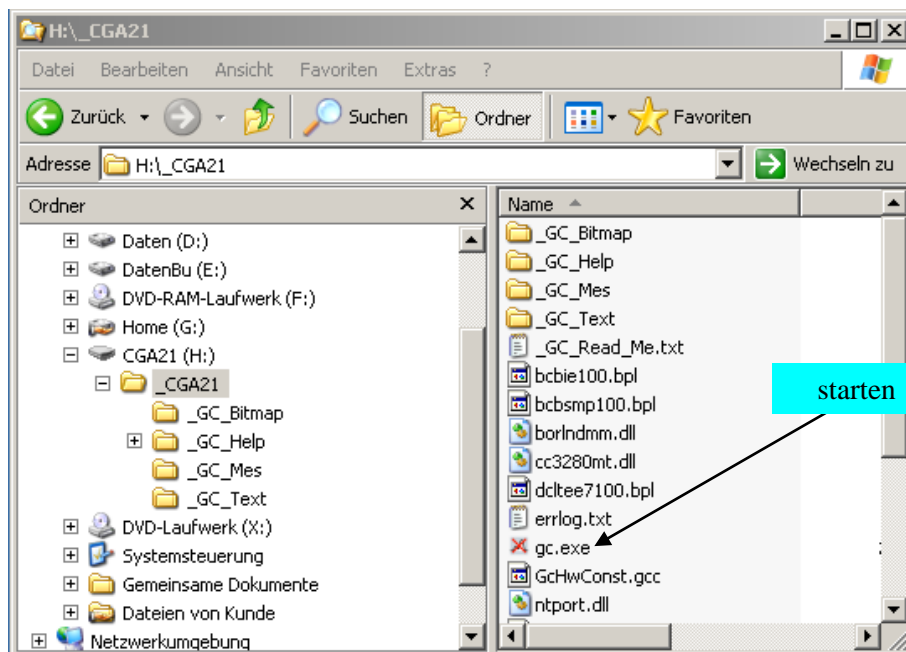 H:\_CGA21
Datei Bearbeiten Ansicht Favoriten Extras ?
Zurück Suchen Ordner Favoriten
Adresse H:\_CGA21 Wechseln zu
Ordner
Daten (D:)
DatenBu (E:)
DVD-RAM-Laufwerk (F:)
Home (G:)
CGA21 (H:)
_CGA21
_GC_Bitmap
_GC_Help
_GC_Mes
_GC_Text
DVD-Laufwerk (X:)
Systemsteuerung
Gemeinsame Dokumente
Dateien von Kunde
Netzwerkumgebung
Name
_GC_Bitmap
_GC_Help
_GC_Mes
_GC_Text
_GC_Read_Me.txt
bcbie100.bpl
bcbsmp100.bpl
borlndmm.dll
cc3280mt.dll
dcltee7100.bpl
errlog.txt
gc.exe
GcHwConst.gcc
ntport.dll
starten